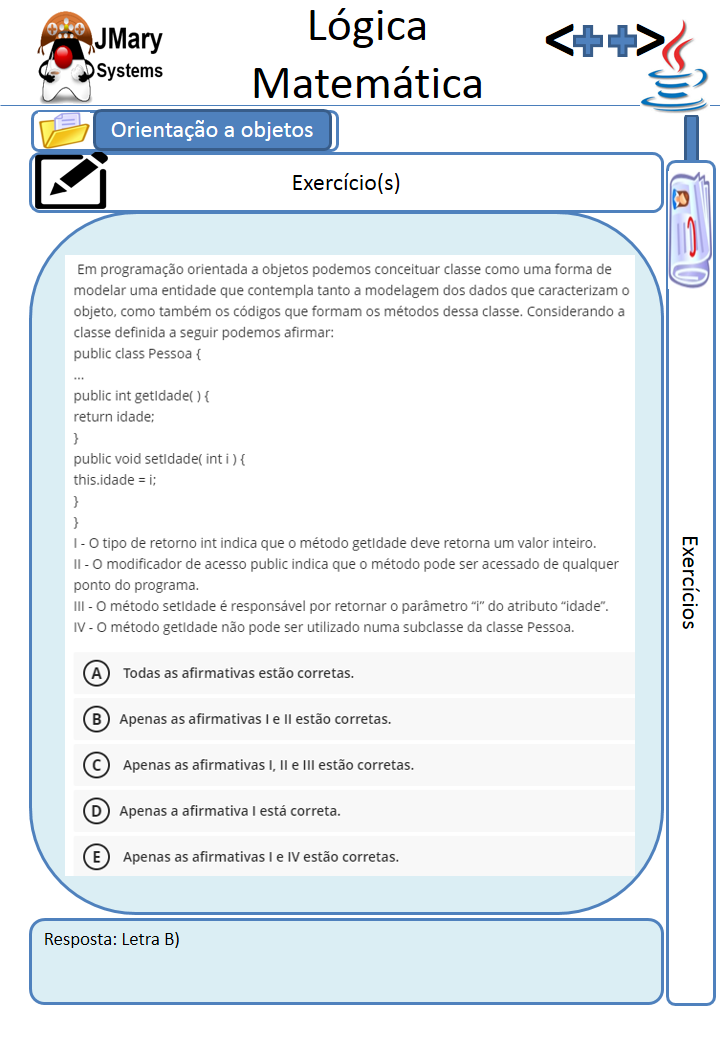 JMary
Systems
Lógica
Matemática
<++>
Orientação a objetos
Exercício(s)
Em programação orientada a objetos podemos conceituar classe como uma forma de
modelar uma entidade que contempla tanto a modelagem dos dados que caracterizam o
objeto, como também os códigos que formam os métodos dessa classe. Considerando a
classe definida a seguir podemos afirmar:
public class Pessoa {
...
public int getIdade( ) {
return idade;
}
public void setIdade( int i ) {
this.idade = i;
}
}
I - O tipo de retorno int indica que o método getIdade deve retorna um valor inteiro.
II - O modificador de acesso public indica que o método pode ser acessado de qualquer
ponto do programa.
III - O método setIdade é responsável por retornar o parâmetro “i” do atributo “idade”.
IV - O método getIdade não pode ser utilizado numa subclasse da classe Pessoa.
A Todas as afirmativas estão corretas.
B Apenas as afirmativas I e II estão corretas.
C Apenas as afirmativas I, II e III estão corretas.
D Apenas a afirmativa I está correta.
E Apenas as afirmativas I e IV estão corretas.
Resposta: Letra B)
Exercícios